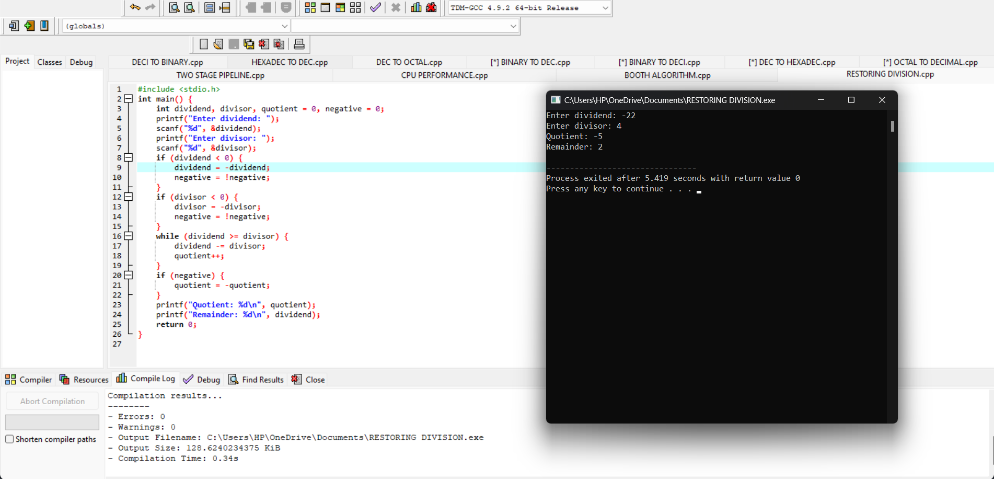 TDM-GCC 4.9.2 64-bit Release
(globals)
Project Classes Debug
DECI TO BINARY.cpp HEXADEC TO DEC.cpp DEC TO OCTAL.cpp [*] BINARY TO DEC.cpp [*] BINARY TO DECI.cpp [*] DEC TO HEXADEC.cpp [*] OCTAL TO DECIMAL.cpp
TWO STAGE PIPELINE.cpp CPU PERFORMANCE.cpp BOOTH ALGORITHM.cpp RESTORING DIVISION.cpp
1 #include <stdio.h>
2 int main() {
3 int dividend, divisor, quotient = 0, negative = 0;
4 printf("Enter dividend: ");
5 scanf("%d", &dividend);
6 printf("Enter divisor: ");
7 scanf("%d", &divisor);
8 if (dividend < 0) {
9 dividend = -dividend;
10 negative = !negative;
11 }
12 if (divisor < 0) {
13 divisor = -divisor;
14 negative = !negative;
15 }
16 while (dividend >= divisor) {
17 dividend -= divisor;
18 quotient++;
19 }
20 if (negative) {
21 quotient = -quotient;
22 }
23 printf("Quotient: %d\n", quotient);
24 printf("Remainder: %d\n", dividend);
25 return 0;
26 }
27
C:\Users\HP\OneDrive\Documents\RESTORING DIVISION.exe
Enter dividend: -22
Enter divisor: 4
Quotient: -5
Remainder: 2
--------------------------------
Process exited after 5.419 seconds with return value 0
Press any key to continue . . .
Compiler Resources Compile Log Debug Find Results Close
Abort Compilation
Shorten compiler paths
Compilation results...
--------
- Errors: 0
- Warnings: 0
- Output Filename: C:\Users\HP\OneDrive\Documents\RESTORING DIVISION.exe
- Output Size: 128.6240234375 KiB
- Compilation Time: 0.34s